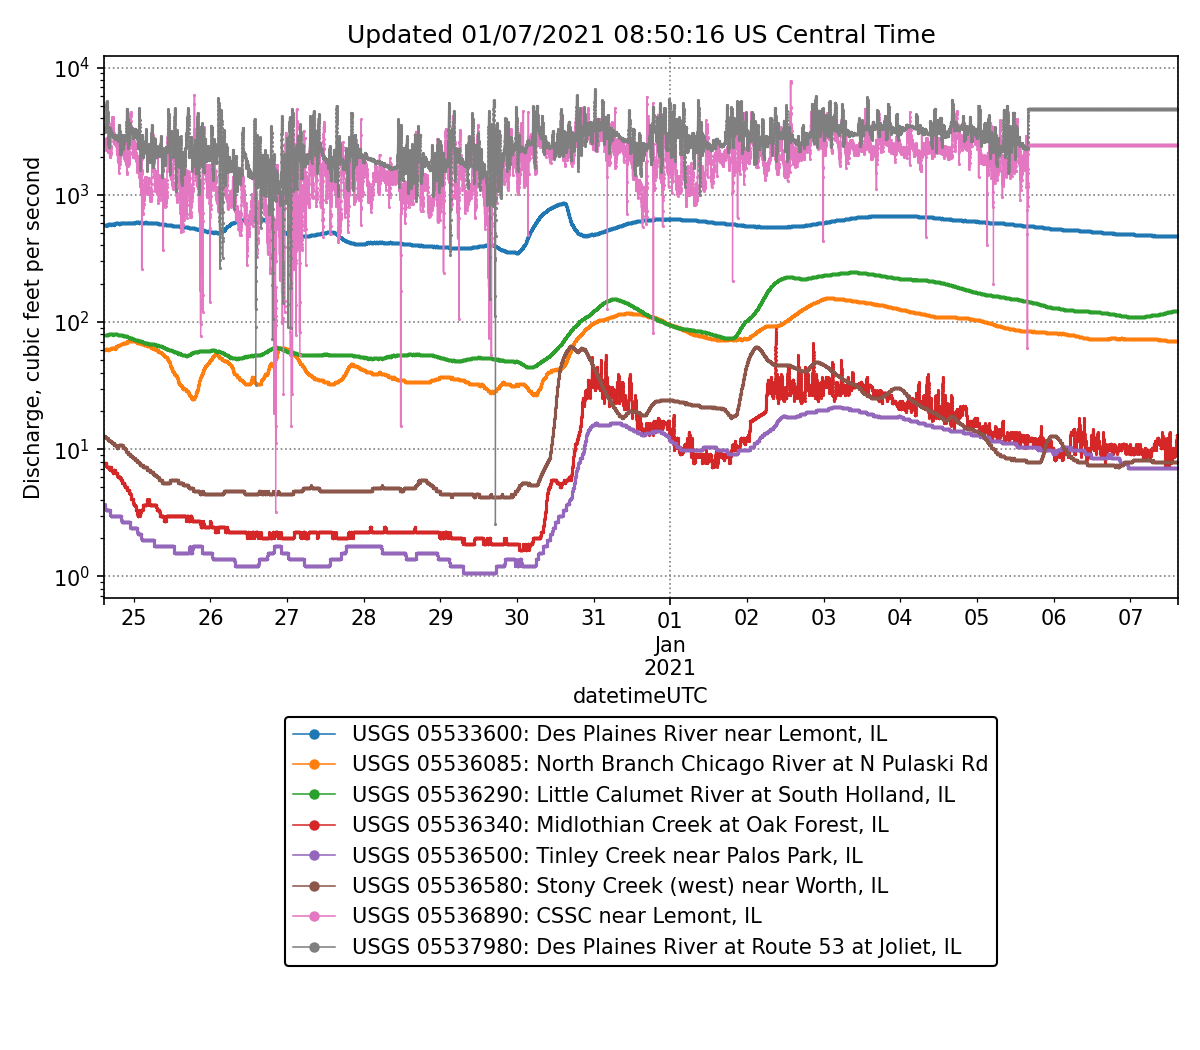 Updated 01/07/2021 08:50:16 US Central Time
Discharge, cubic feet per second
10^4
10^3
10^2
10^1
10^0
25 26 27 28 29 30 31 01 02 03 04 05 06 07
Jan
2021
datetimeUTC
USGS 05533600: Des Plaines River near Lemont, IL
USGS 05536085: North Branch Chicago River at N Pulaski Rd
USGS 05536290: Little Calumet River at South Holland, IL
USGS 05536340: Midlothian Creek at Oak Forest, IL
USGS 05536500: Tinley Creek near Palos Park, IL
USGS 05536580: Stony Creek (west) near Worth, IL
USGS 05536890: CSSC near Lemont, IL
USGS 05537980: Des Plaines River at Route 53 at Joliet, IL